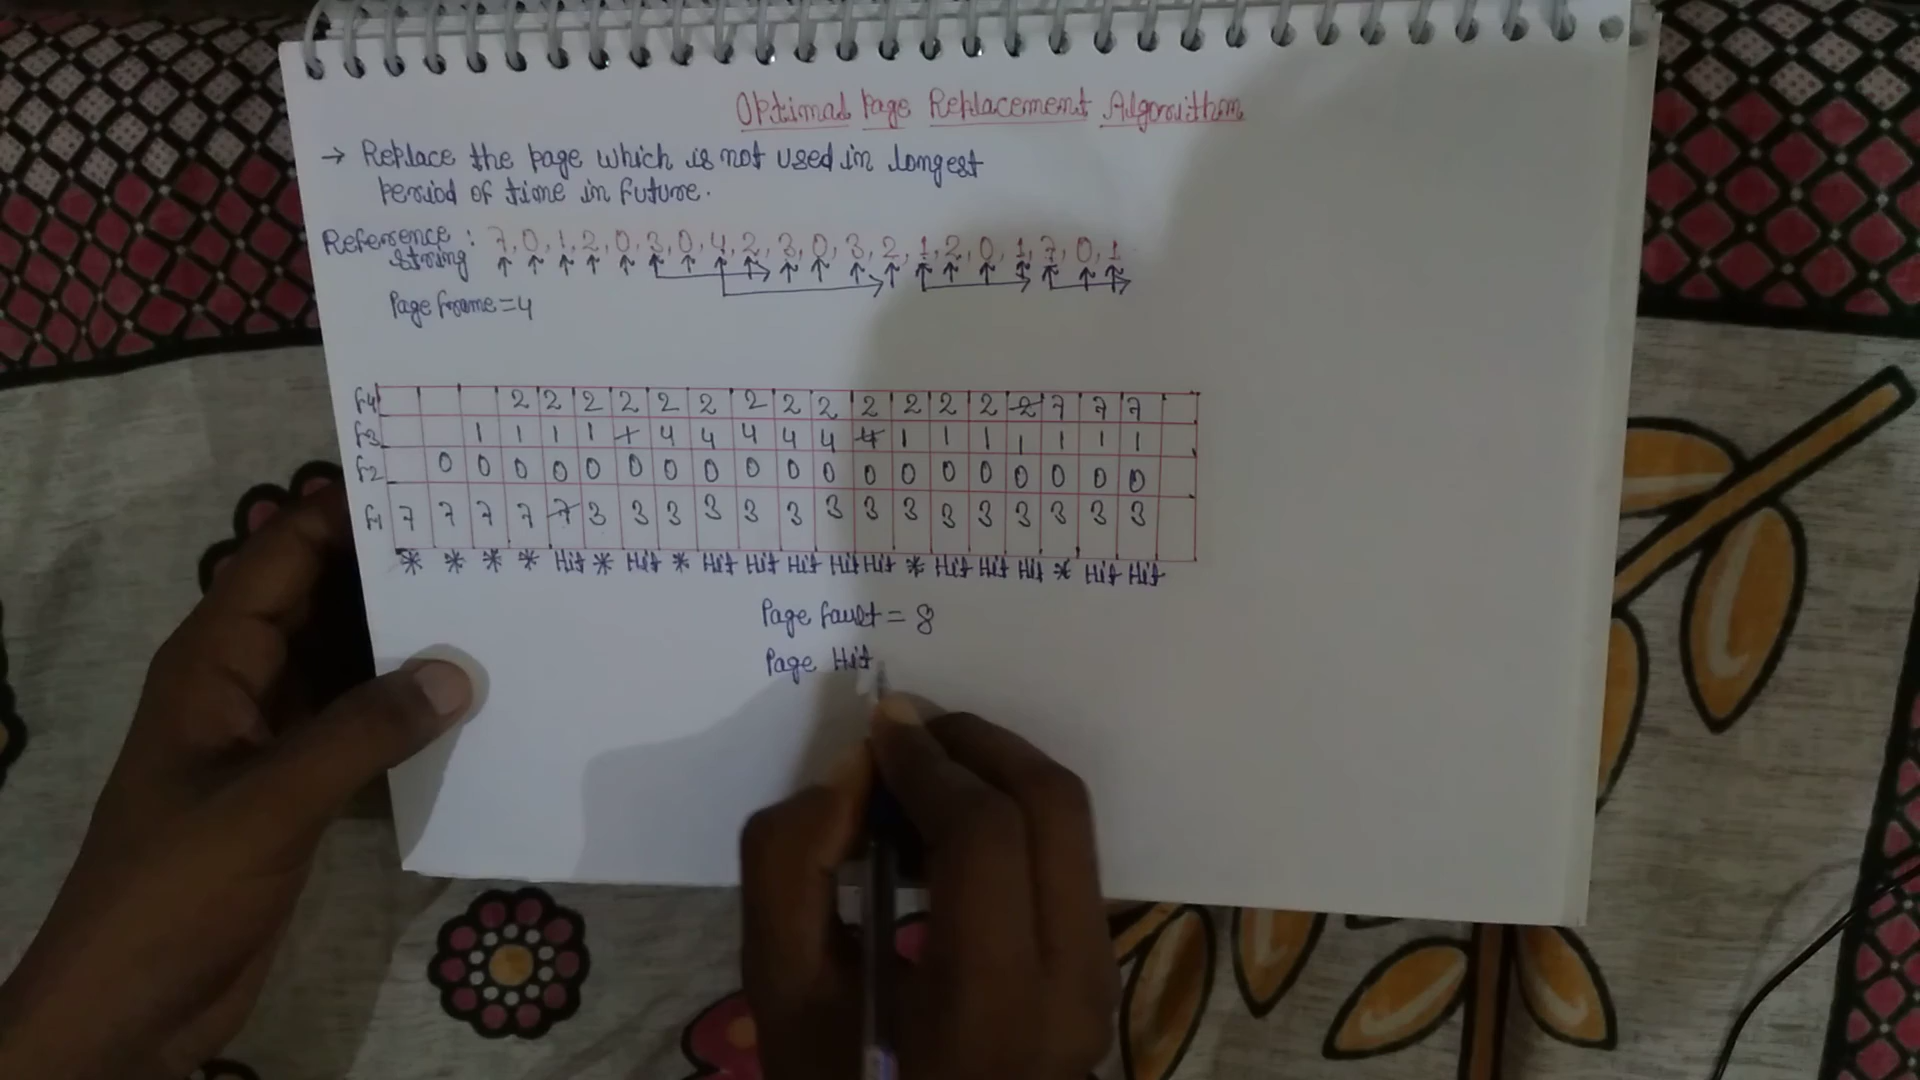 Optimal Page Replacement Algorithm
→ Replace the page which is not used in longest
period of time in future.
Reference : 7, 0, 1, 2, 0, 3, 0, 4, 2, 3, 0, 3, 2, 1, 2, 0, 1, 7, 0, 1
string
Page frame = 4
f4 2 2 2 2 2 2 2 2 2 2 2 2 2 2 7 7 7
f3 1 1 1 1 1 4 4 4 4 4 4 1 1 1 1 1 1 1
f2 0 0 0 0 0 0 0 0 0 0 0 0 0 0 0 0 0 0 0
f1 7 7 7 7 7 3 3 3 3 3 3 3 3 3 3 3 3 3 3 3
* * * * Hit * Hit * Hit Hit Hit Hit Hit * Hit Hit Hit * Hit Hit
Page fault = 8
Page Hit